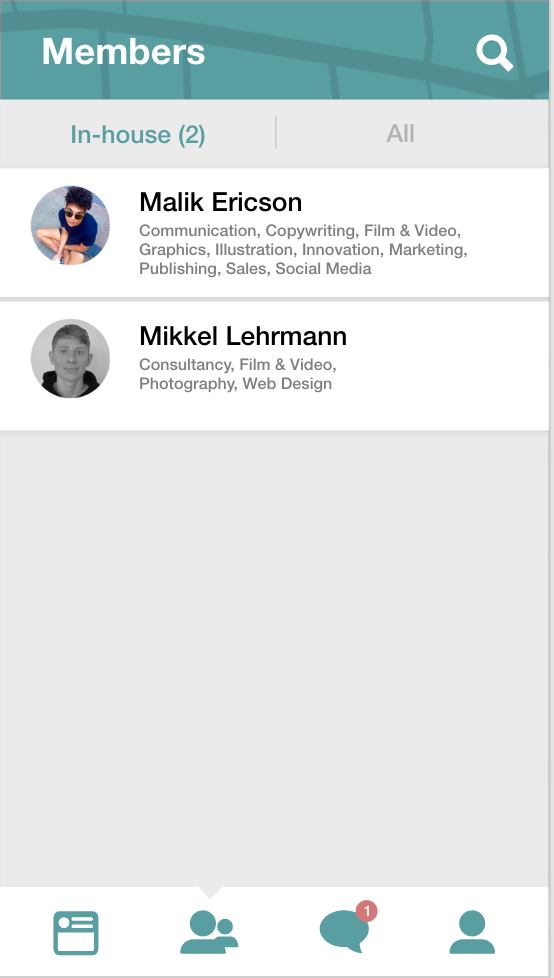 Members
In-house (2)
All
Malik Ericson
Communication, Copywriting, Film & Video,
Graphics, Illustration, Innovation, Marketing,
Publishing, Sales, Social Media
Mikkel Lehrmann
Consultancy, Film & Video,
Photography, Web Design
1